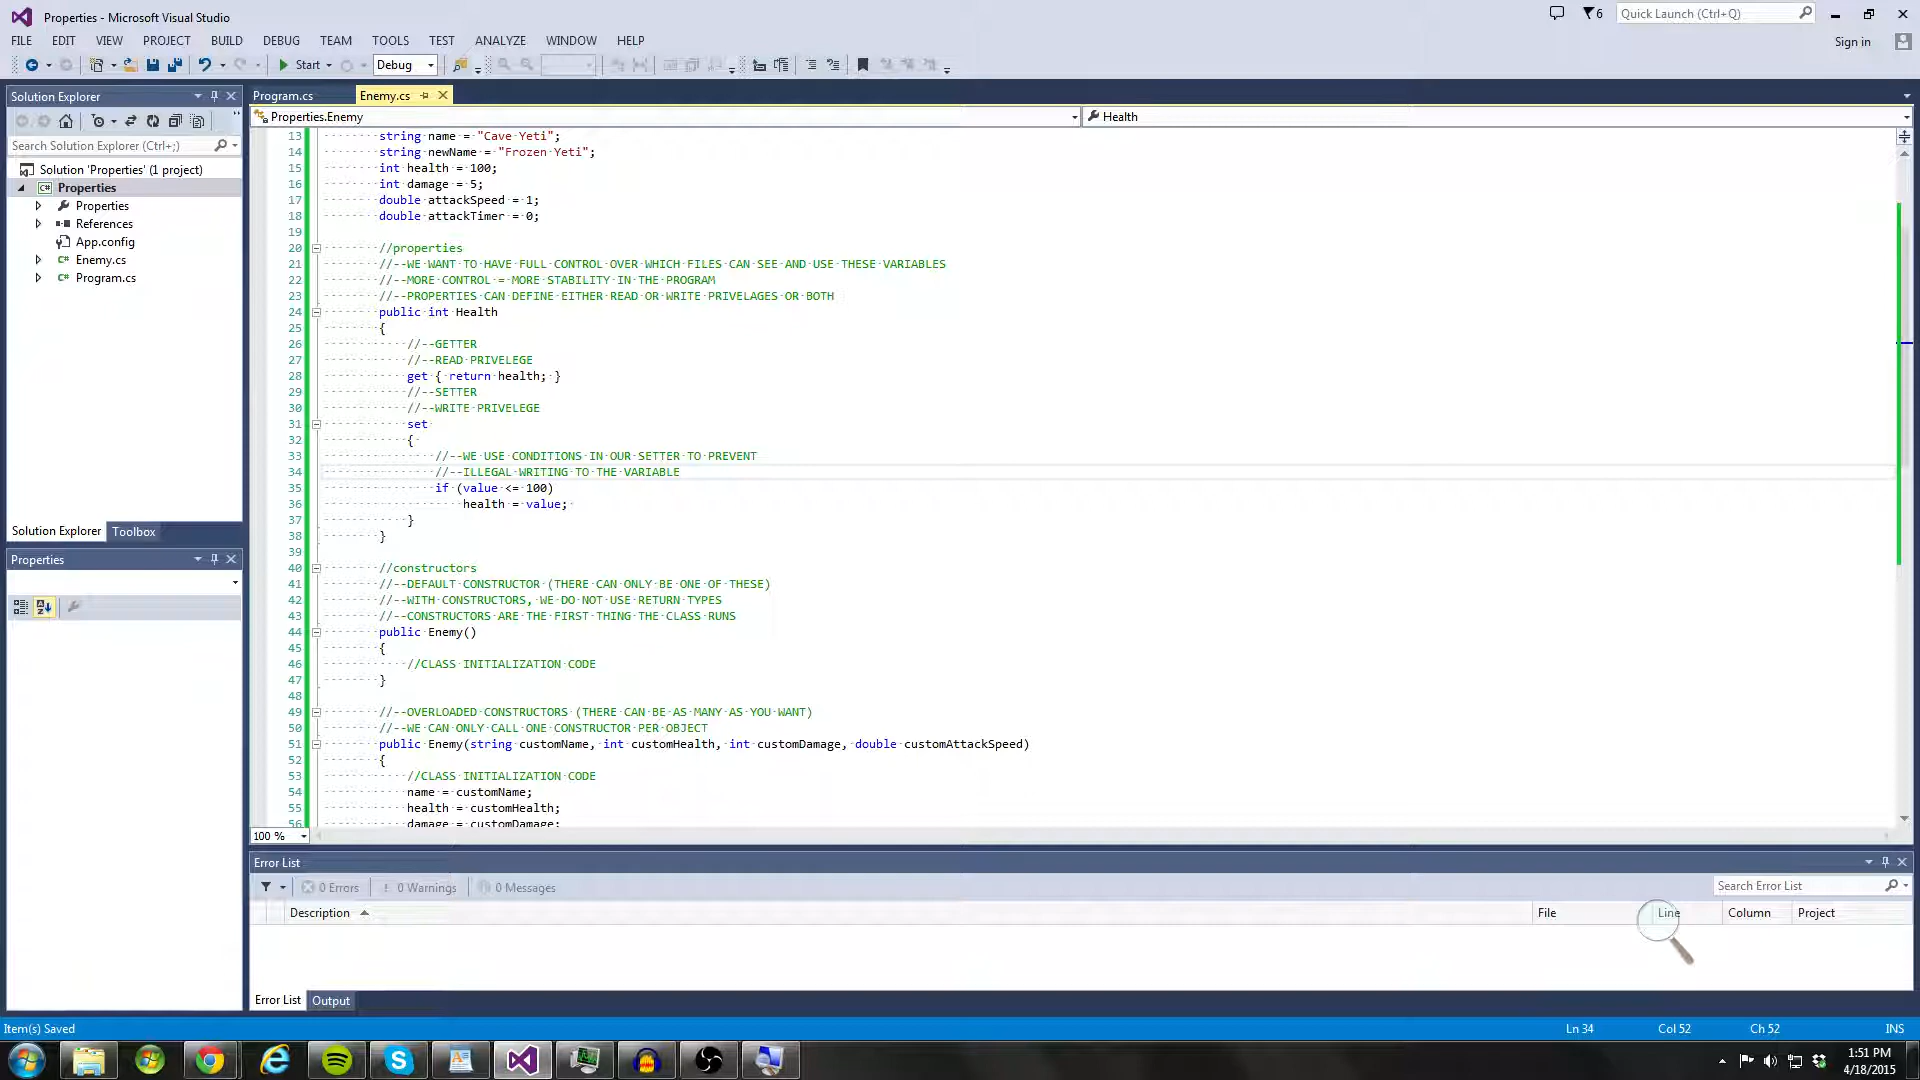 Properties - Microsoft Visual Studio
6
Quick Launch (Ctrl+Q)
FILE EDIT VIEW PROJECT BUILD DEBUG TEAM TOOLS TEST ANALYZE WINDOW HELP
Sign in
Start Debug
Solution Explorer
Search Solution Explorer (Ctrl+;)
Solution 'Properties' (1 project)
Properties
Properties
References
App.config
Enemy.cs
Program.cs
Solution Explorer Toolbox
Properties
Program.cs Enemy.cs
Properties.Enemy Health
13 string name = "Cave Yeti";
14 string newName = "Frozen Yeti";
15 int health = 100;
16 int damage = 5;
17 double attackSpeed = 1;
18 double attackTimer = 0;
19
20 //properties
21 //--WE WANT TO HAVE FULL CONTROL OVER WHICH FILES CAN SEE AND USE THESE VARIABLES
22 //--MORE CONTROL = MORE STABILITY IN THE PROGRAM
23 //--PROPERTIES CAN DEFINE EITHER READ OR WRITE PRIVELAGES OR BOTH
24 public int Health
25 {
26 //--GETTER
27 //--READ PRIVELEGE
28 get { return health; }
29 //--SETTER
30 //--WRITE PRIVELEGE
31 set
32 {
33 //--WE USE CONDITIONS IN OUR SETTER TO PREVENT
34 //--ILLEGAL WRITING TO THE VARIABLE
35 if (value <= 100)
36 health = value;
37 }
38 }
39
40 //constructors
41 //--DEFAULT CONSTRUCTOR (THERE CAN ONLY BE ONE OF THESE)
42 //--WITH CONSTRUCTORS, WE DO NOT USE RETURN TYPES
43 //--CONSTRUCTORS ARE THE FIRST THING THE CLASS RUNS
44 public Enemy()
45 {
46 //CLASS INITIALIZATION CODE
47 }
48
49 //--OVERLOADED CONSTRUCTORS (THERE CAN BE AS MANY AS YOU WANT)
50 //--WE CAN ONLY CALL ONE CONSTRUCTOR PER OBJECT
51 public Enemy(string customName, int customHealth, int customDamage, double customAttackSpeed)
52 {
53 //CLASS INITIALIZATION CODE
54 name = customName;
55 health = customHealth;
56 damage = customDamage;
100 %
Error List
0 Errors 0 Warnings 0 Messages
Search Error List
Description File Line Column Project
Error List Output
Item(s) Saved Ln 34 Col 52 Ch 52 INS
1:51 PM
4/18/2015